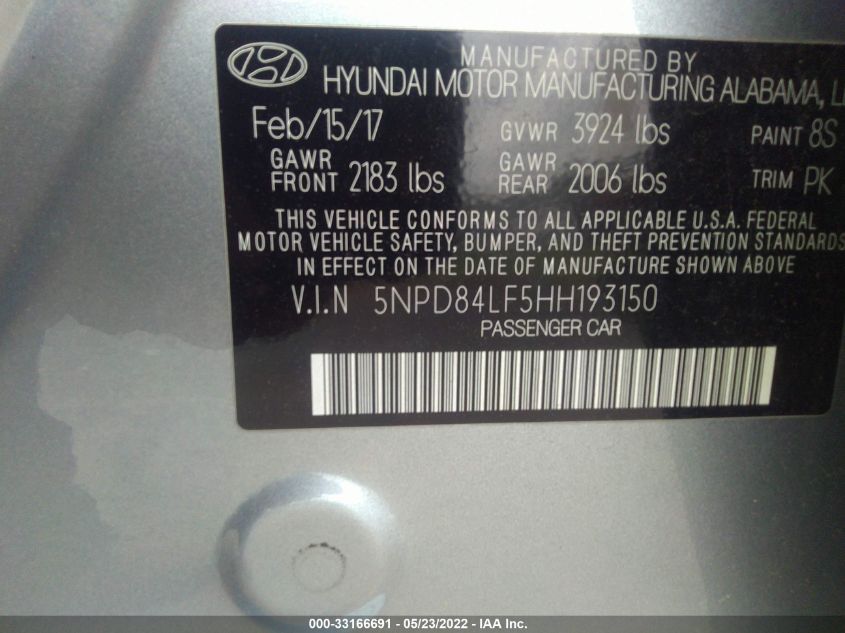 MANUFACTURED BY
HYUNDAI MOTOR MANUFACTURING ALABAMA,
Feb/15/17 GVWR 3924 lbs PAINT 8S
GAWR FRONT 2183 lbs GAWR REAR 2006 lbs TRIM PK
THIS VEHICLE CONFORMS TO ALL APPLICABLE U.S.A. FEDERAL
MOTOR VEHICLE SAFETY, BUMPER, AND THEFT PREVENTION STANDARDS
IN EFFECT ON THE DATE OF MANUFACTURE SHOWN ABOVE
V.I.N 5NPD84LF5HH193150
PASSENGER CAR
000-33166691 - 05/23/2022 - IAA Inc.